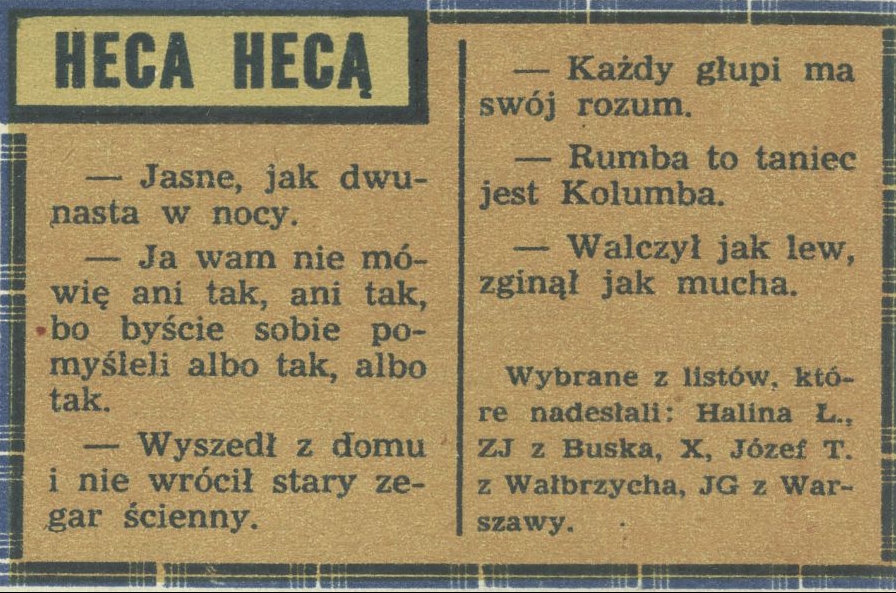 HECA HECĄ
— Jasne, jak dwu-
nasta w nocy.
— Ja wam nie mó-
wię ani tak, ani tak,
bo byście sobie po-
myśleli albo tak, albo
tak.
— Wyszedł z domu
i nie wrócił stary ze-
gar ścienny.
— Każdy głupi ma
swój rozum.
— Rumba to taniec
jest Kolumba.
— Walczył jak lew,
zginął jak mucha.
Wybrane z listów, któ-
re nadesłali: Halina Ł.,
ZJ z Buska, X, Józef T.
z Wałbrzycha, JG z War-
szawy.